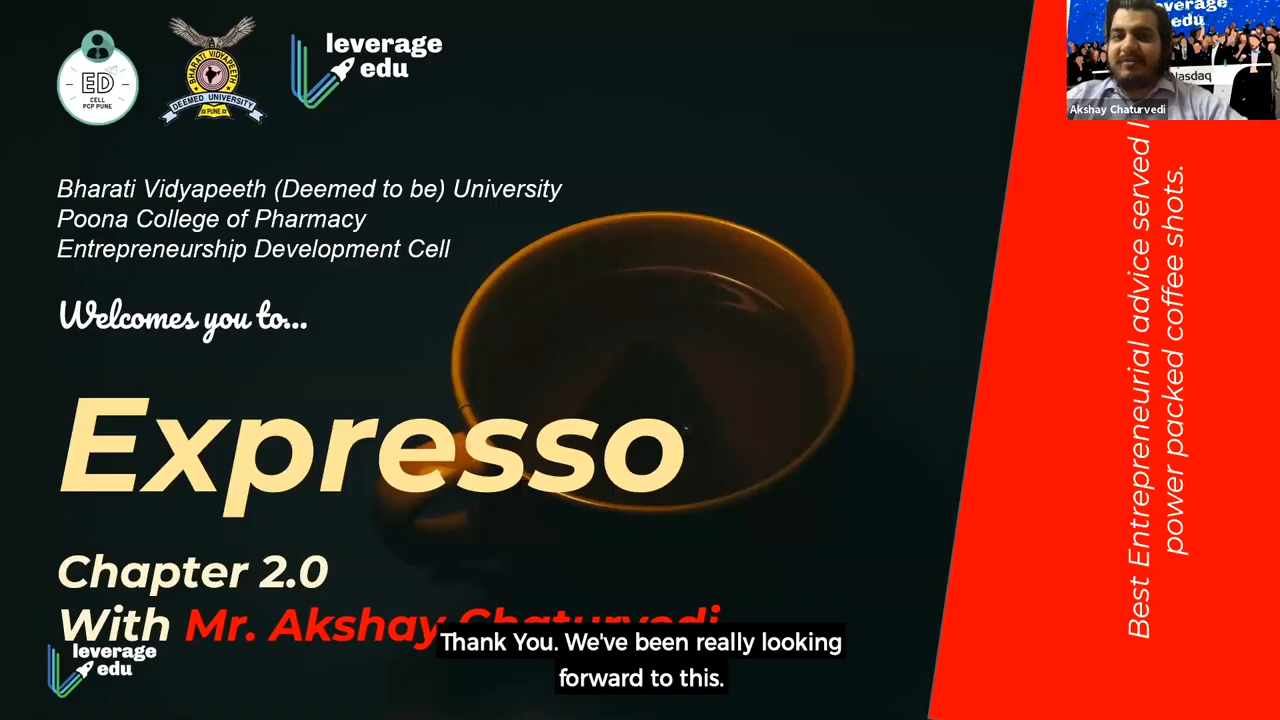 ED
CELL
PCP PUNE
BHARATI VIDYAPEETH
DEEMED UNIVERSITY
PUNE
leverage
edu
Bharati Vidyapeeth (Deemed to be) University
Poona College of Pharmacy
Entrepreneurship Development Cell
Welcomes you to...
Expresso
Chapter 2.0
With Mr. Akshay Chaturvedi
leverage
edu
Thank You. We've been really looking
forward to this.
Best Entrepreneurial advice served
power packed coffee shots.
everage
edu
Nasdaq
Akshay Chaturvedi